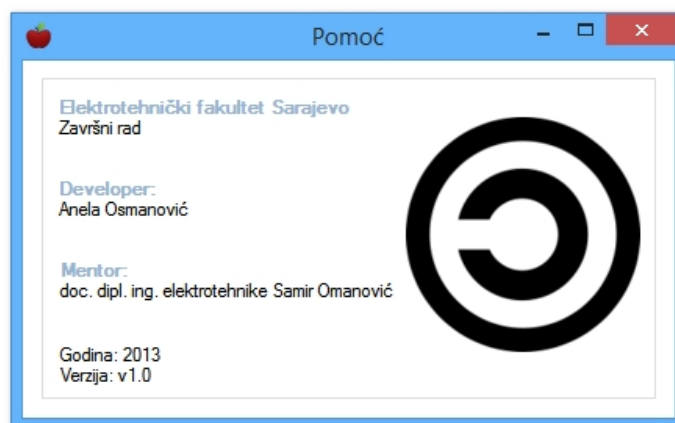 Pomoć
Elektrotehnički fakultet Sarajevo
Završni rad
Developer:
Anela Osmanović
Mentor:
doc. dipl. ing. elektrotehnike Samir Omanović
Godina: 2013
Verzija: v1.0